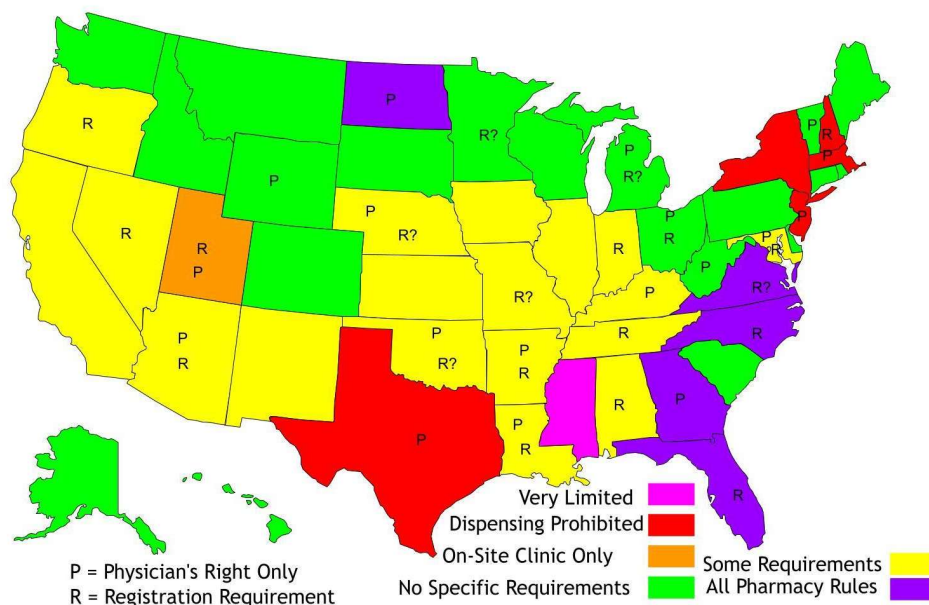 P
P
R
R
R?
P
R?
P
P
R
P
P
P
R
R
P
P
R?
P
R
P
R
R?
R
P
R?
P
R
P
R?
P
R
R
R
P
R
P
R
P
P
R
R
Very Limited
Dispensing Prohibited
On-Site Clinic Only
Some Requirements
P = Physician's Right Only
No Specific Requirements
All Pharmacy Rules
R = Registration Requirement